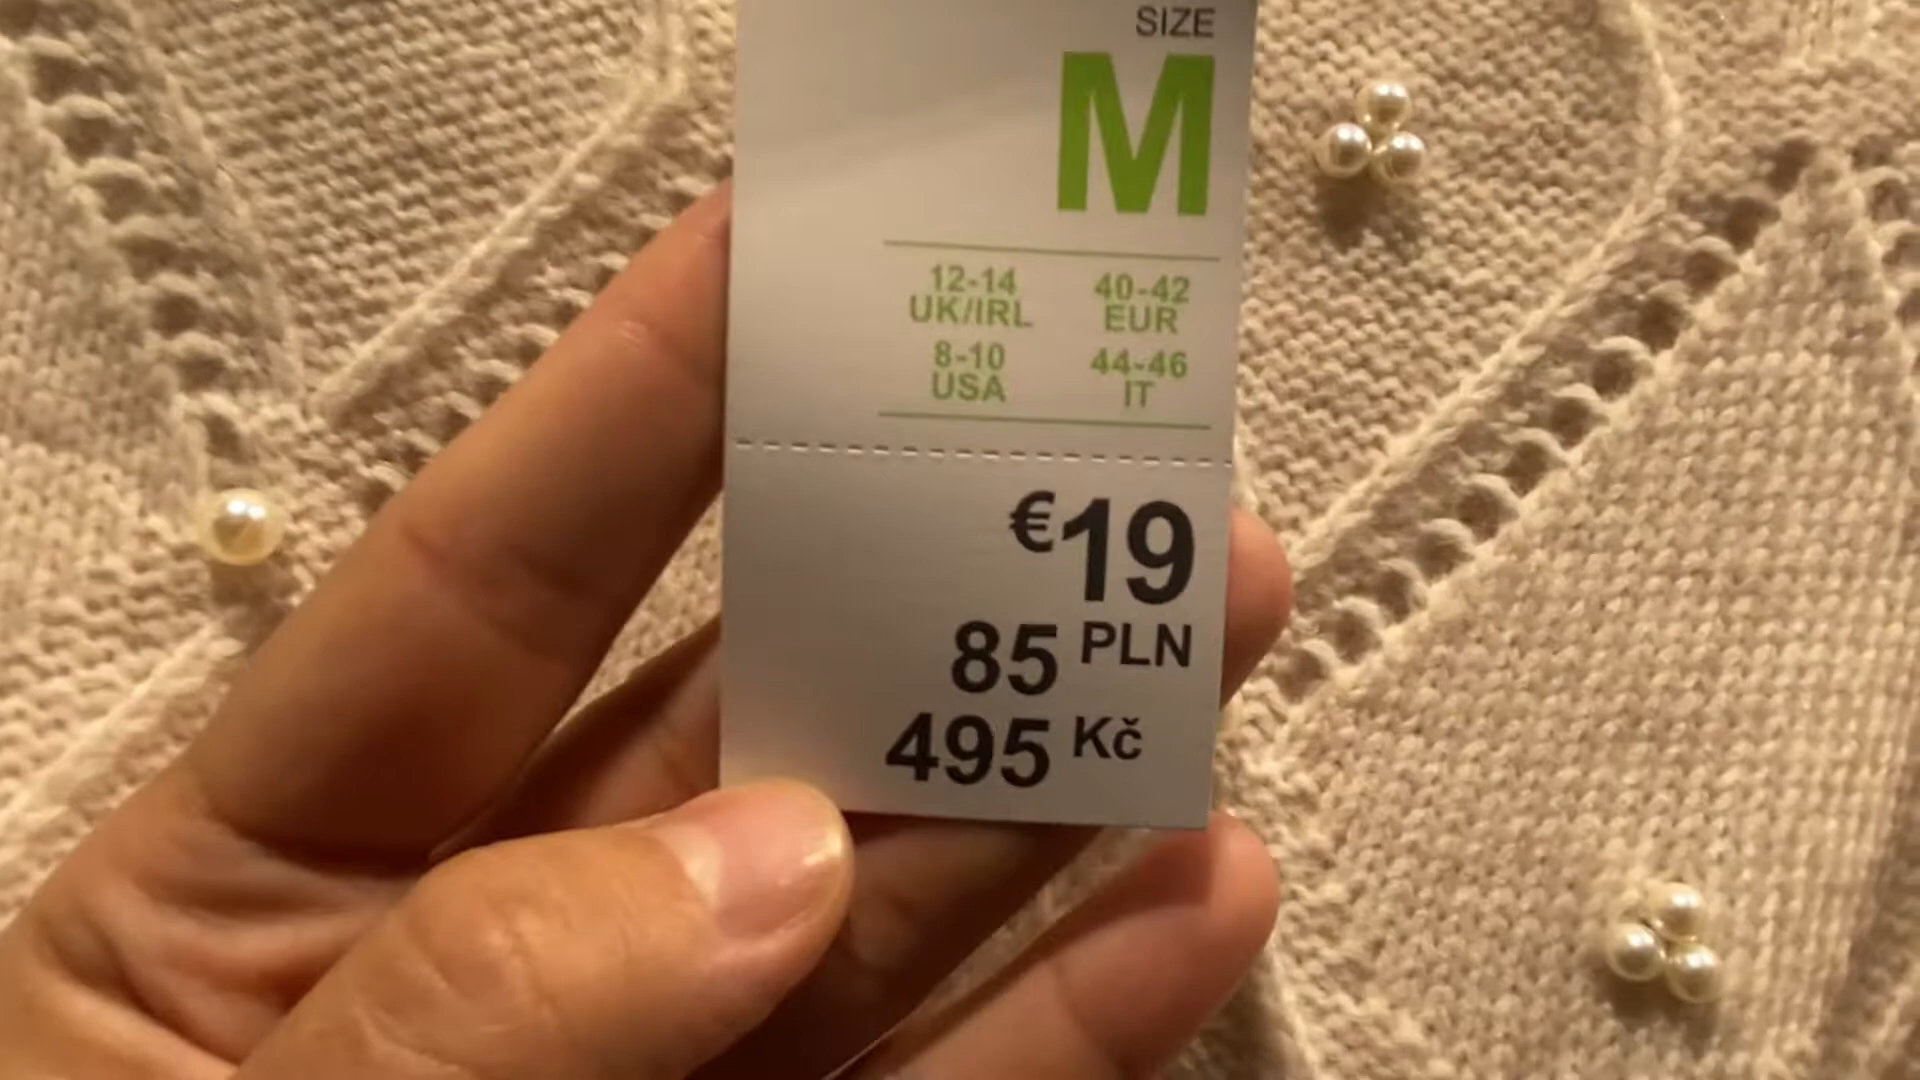 SIZE
M
12-14 40-42
UK/IRL EUR
8-10 44-46
USA IT
€19
85 PLN
495 Kč